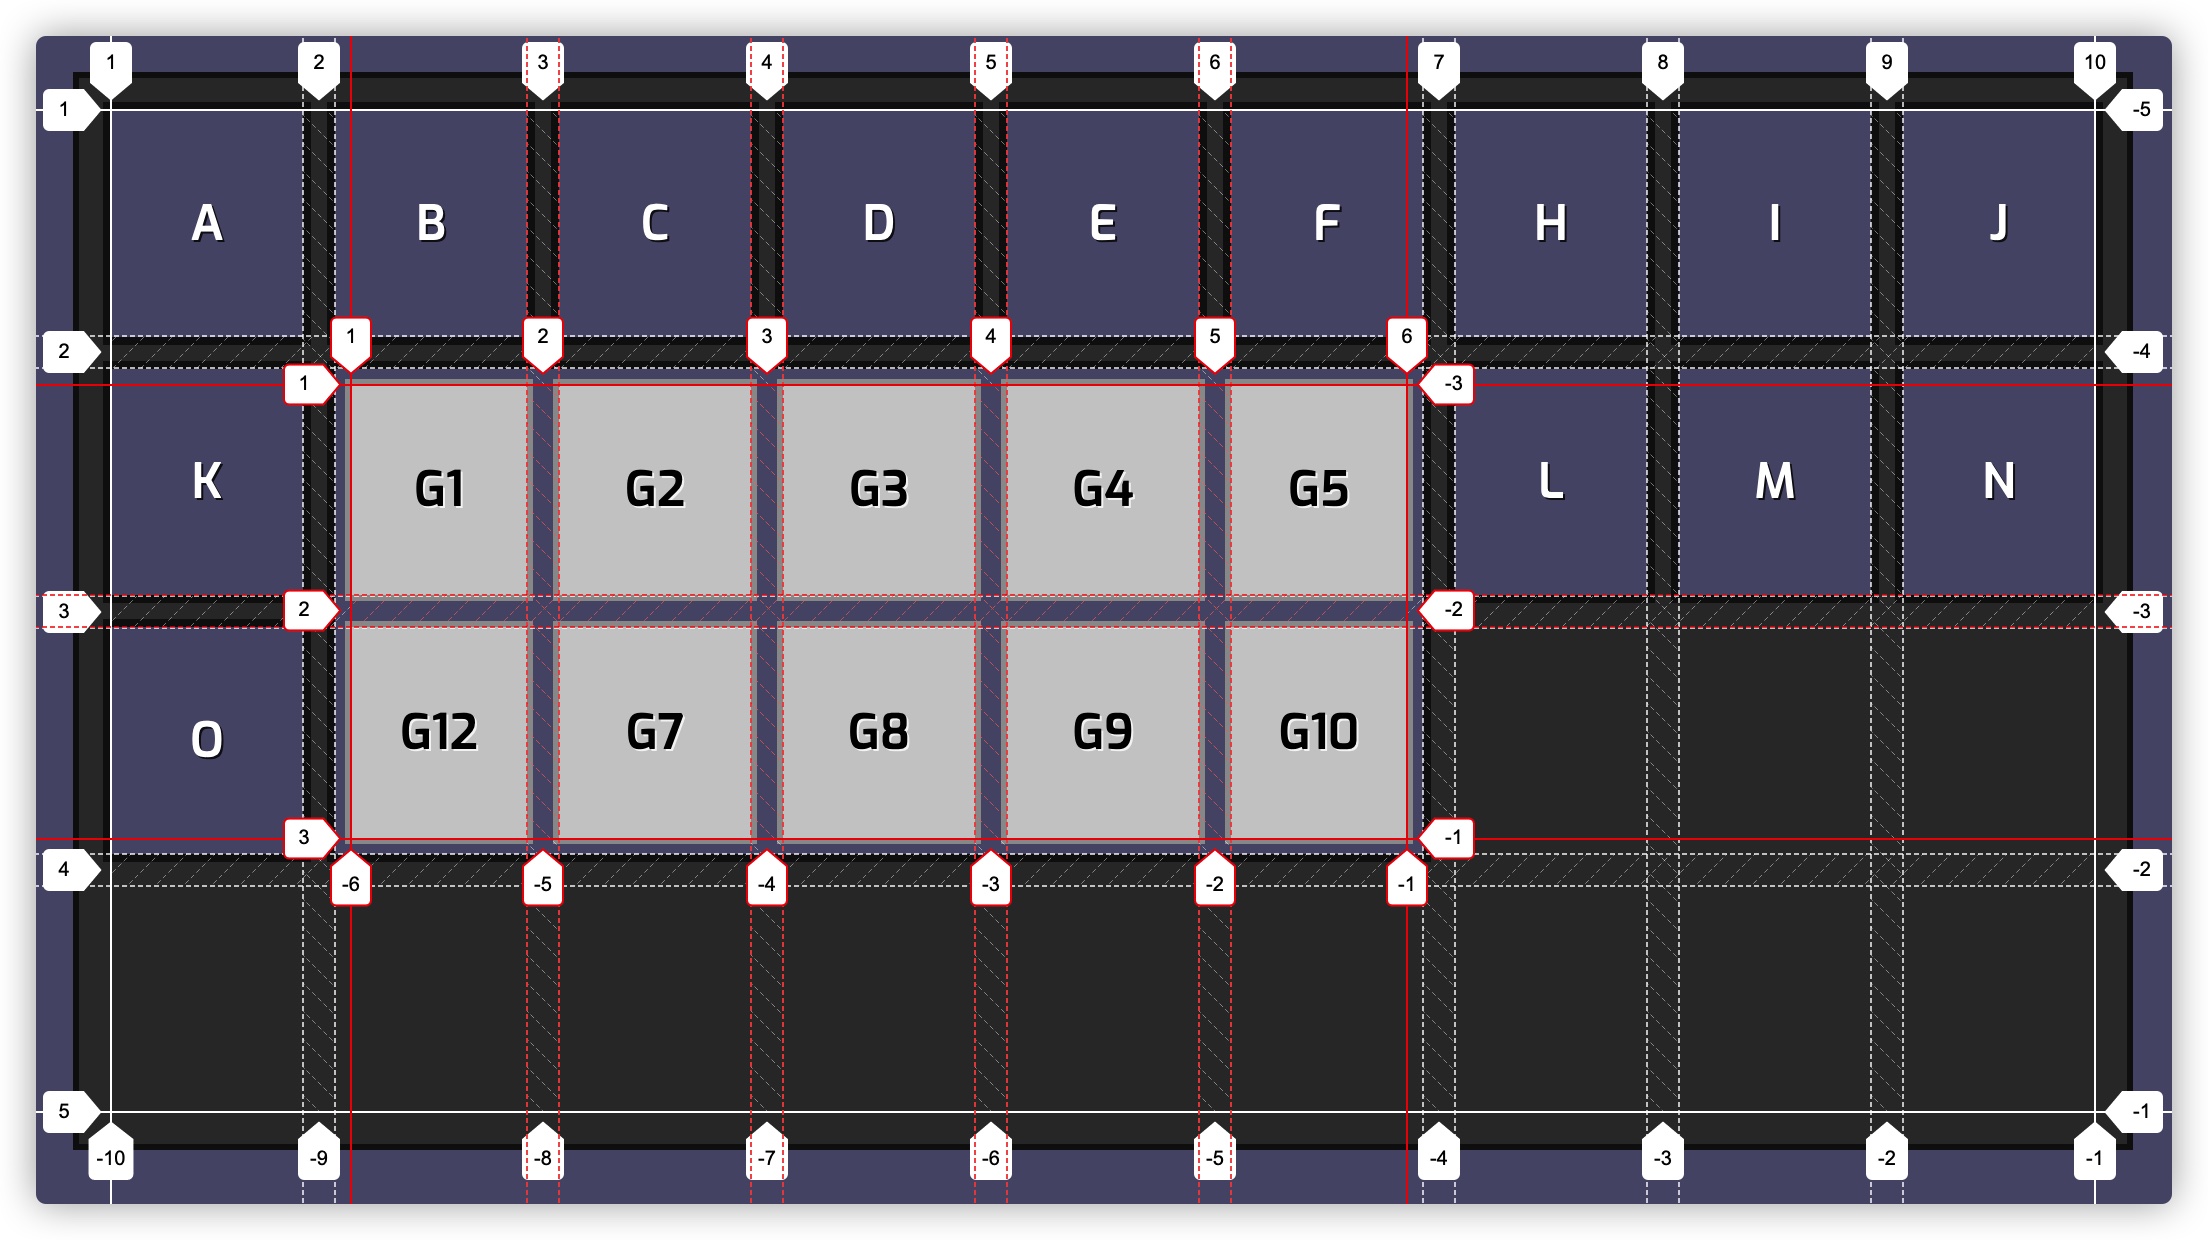 1 2 3 4 5 6 7 8 9 10
1 -5
A B C D E F H I J
1 2 3 4 5 6
2 -4
1 -3
K G1 G2 G3 G4 G5 L M N
3 2 -2 -3
O G12 G7 G8 G9 G10
3 -1
4 -2
-6 -5 -4 -3 -2 -1
5 -1
-10 -9 -8 -7 -6 -5 -4 -3 -2 -1